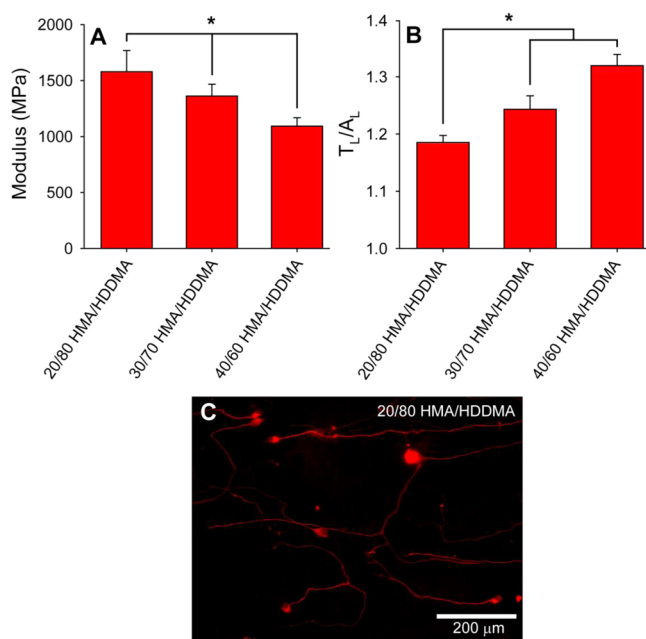 A
*
Modulus (MPa)
2000
1500
1000
500
0
20/80 HMA/HDDMA
30/70 HMA/HDDMA
40/60 HMA/HDDMA
B
*
T_L/A_L
1.4
1.3
1.2
1.1
1.0
20/80 HMA/HDDMA
30/70 HMA/HDDMA
40/60 HMA/HDDMA
C
20/80 HMA/HDDMA
200 μm